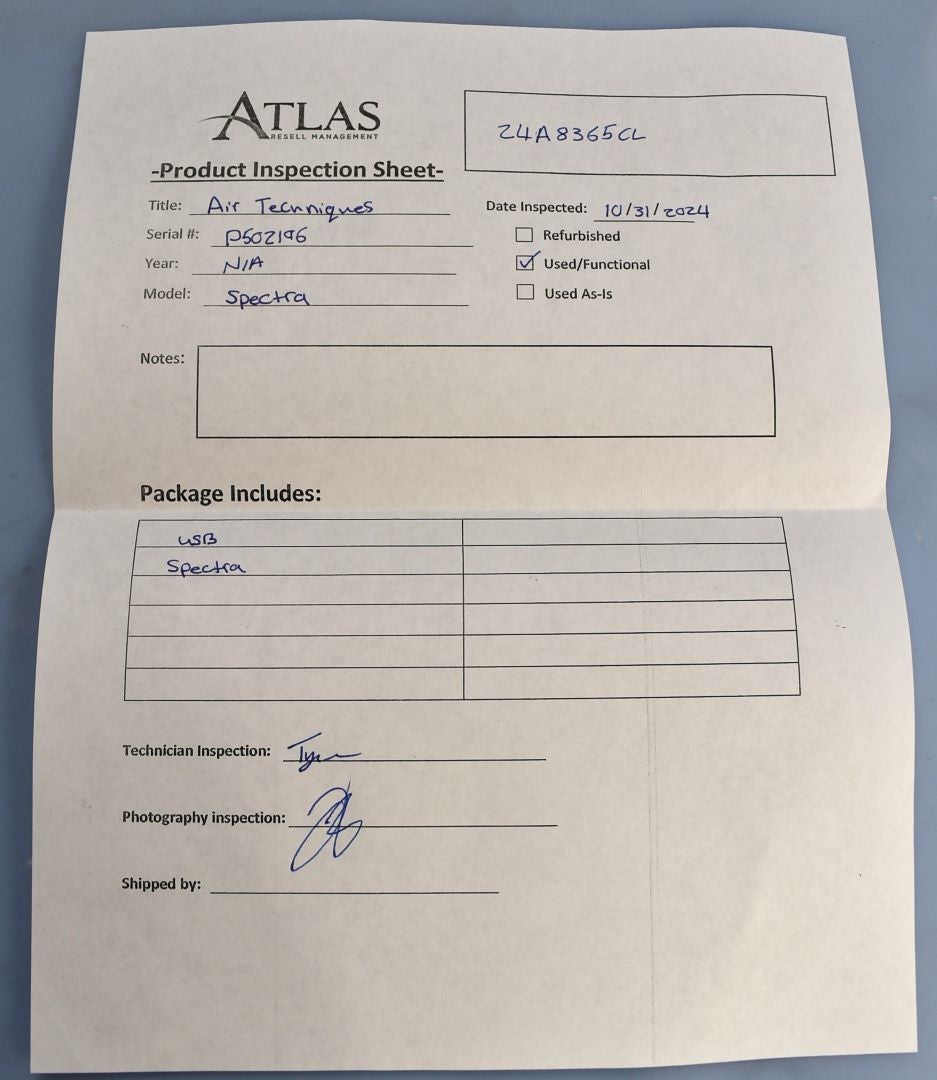 ATLAS
RESELL MANAGEMENT
24A8365CL
-Product Inspection Sheet-
Title: Air Techniques
Date Inspected: 10/31/2024
Serial #: P502196
Refurbished
Year: N/A
Used/Functional
Model: Spectra
Used As-Is
Notes:
Package Includes:
USB
Spectra
Technician Inspection:
Photography inspection:
Shipped by: